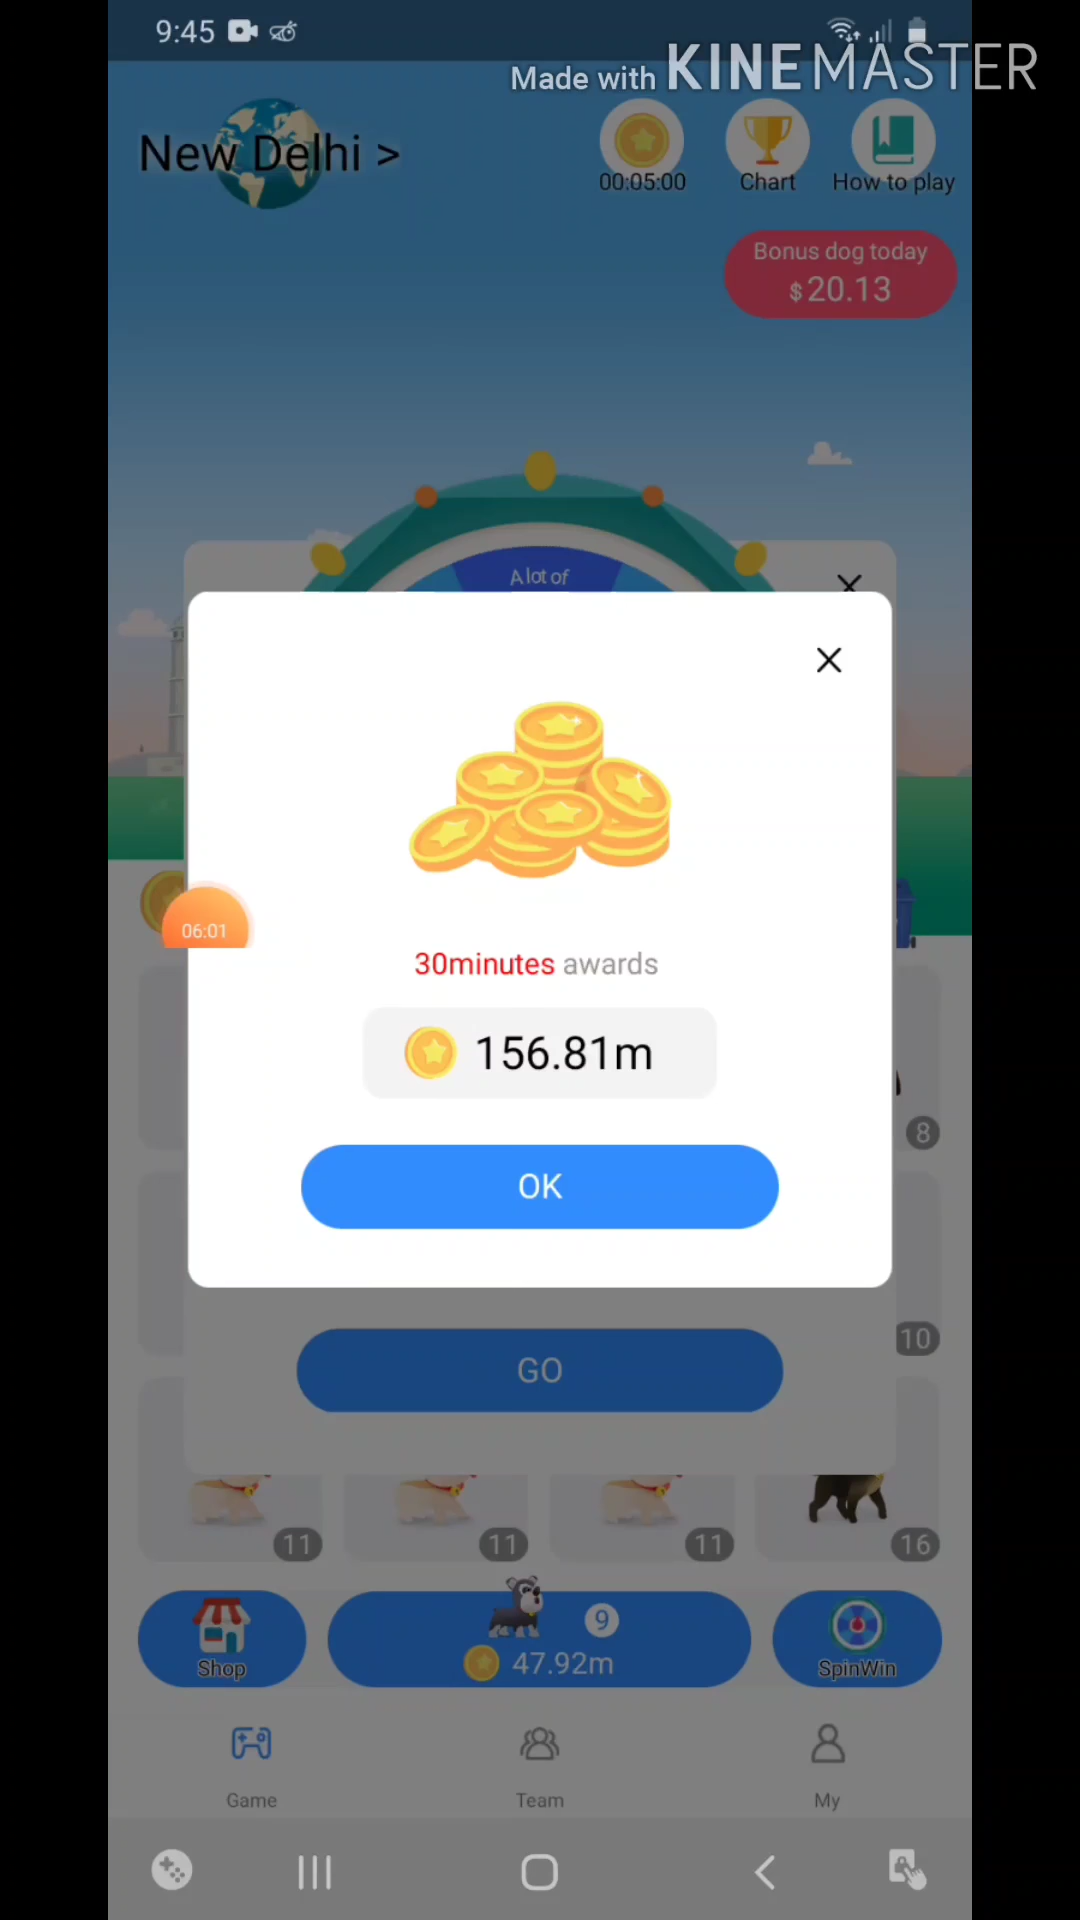 9:45
Made with KINEMASTER
New Delhi >
00:05:00
Chart
How to play
Bonus dog today
$20.13
A lot of
06:01
30minutes awards
156.81m
8
OK
10
GO
11
11
11
16
9
47.92m
Shop
SpinWin
Game
Team
My